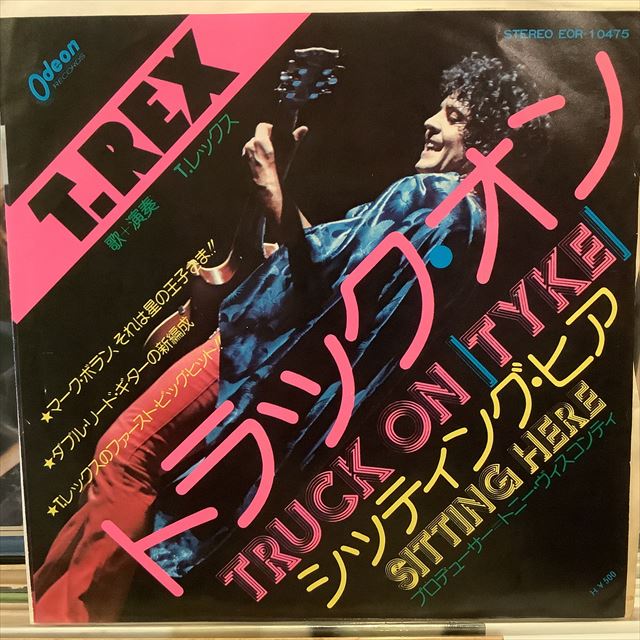 Odeon
RECORDS
STEREO EOR-10475
T.REX
歌+演奏 T.レックス
★マーク・ボラン、それは星の王子さま!!
★ダブル・リード・ギターの新編成
★T.レックスのファースト・ビッグ・ヒット!!
トラック・オン
TRUCK ON [TYKE]
シッティング・ヒア
SITTING HERE
プロデューサー=トニー・ヴィスコンティ
H ¥500